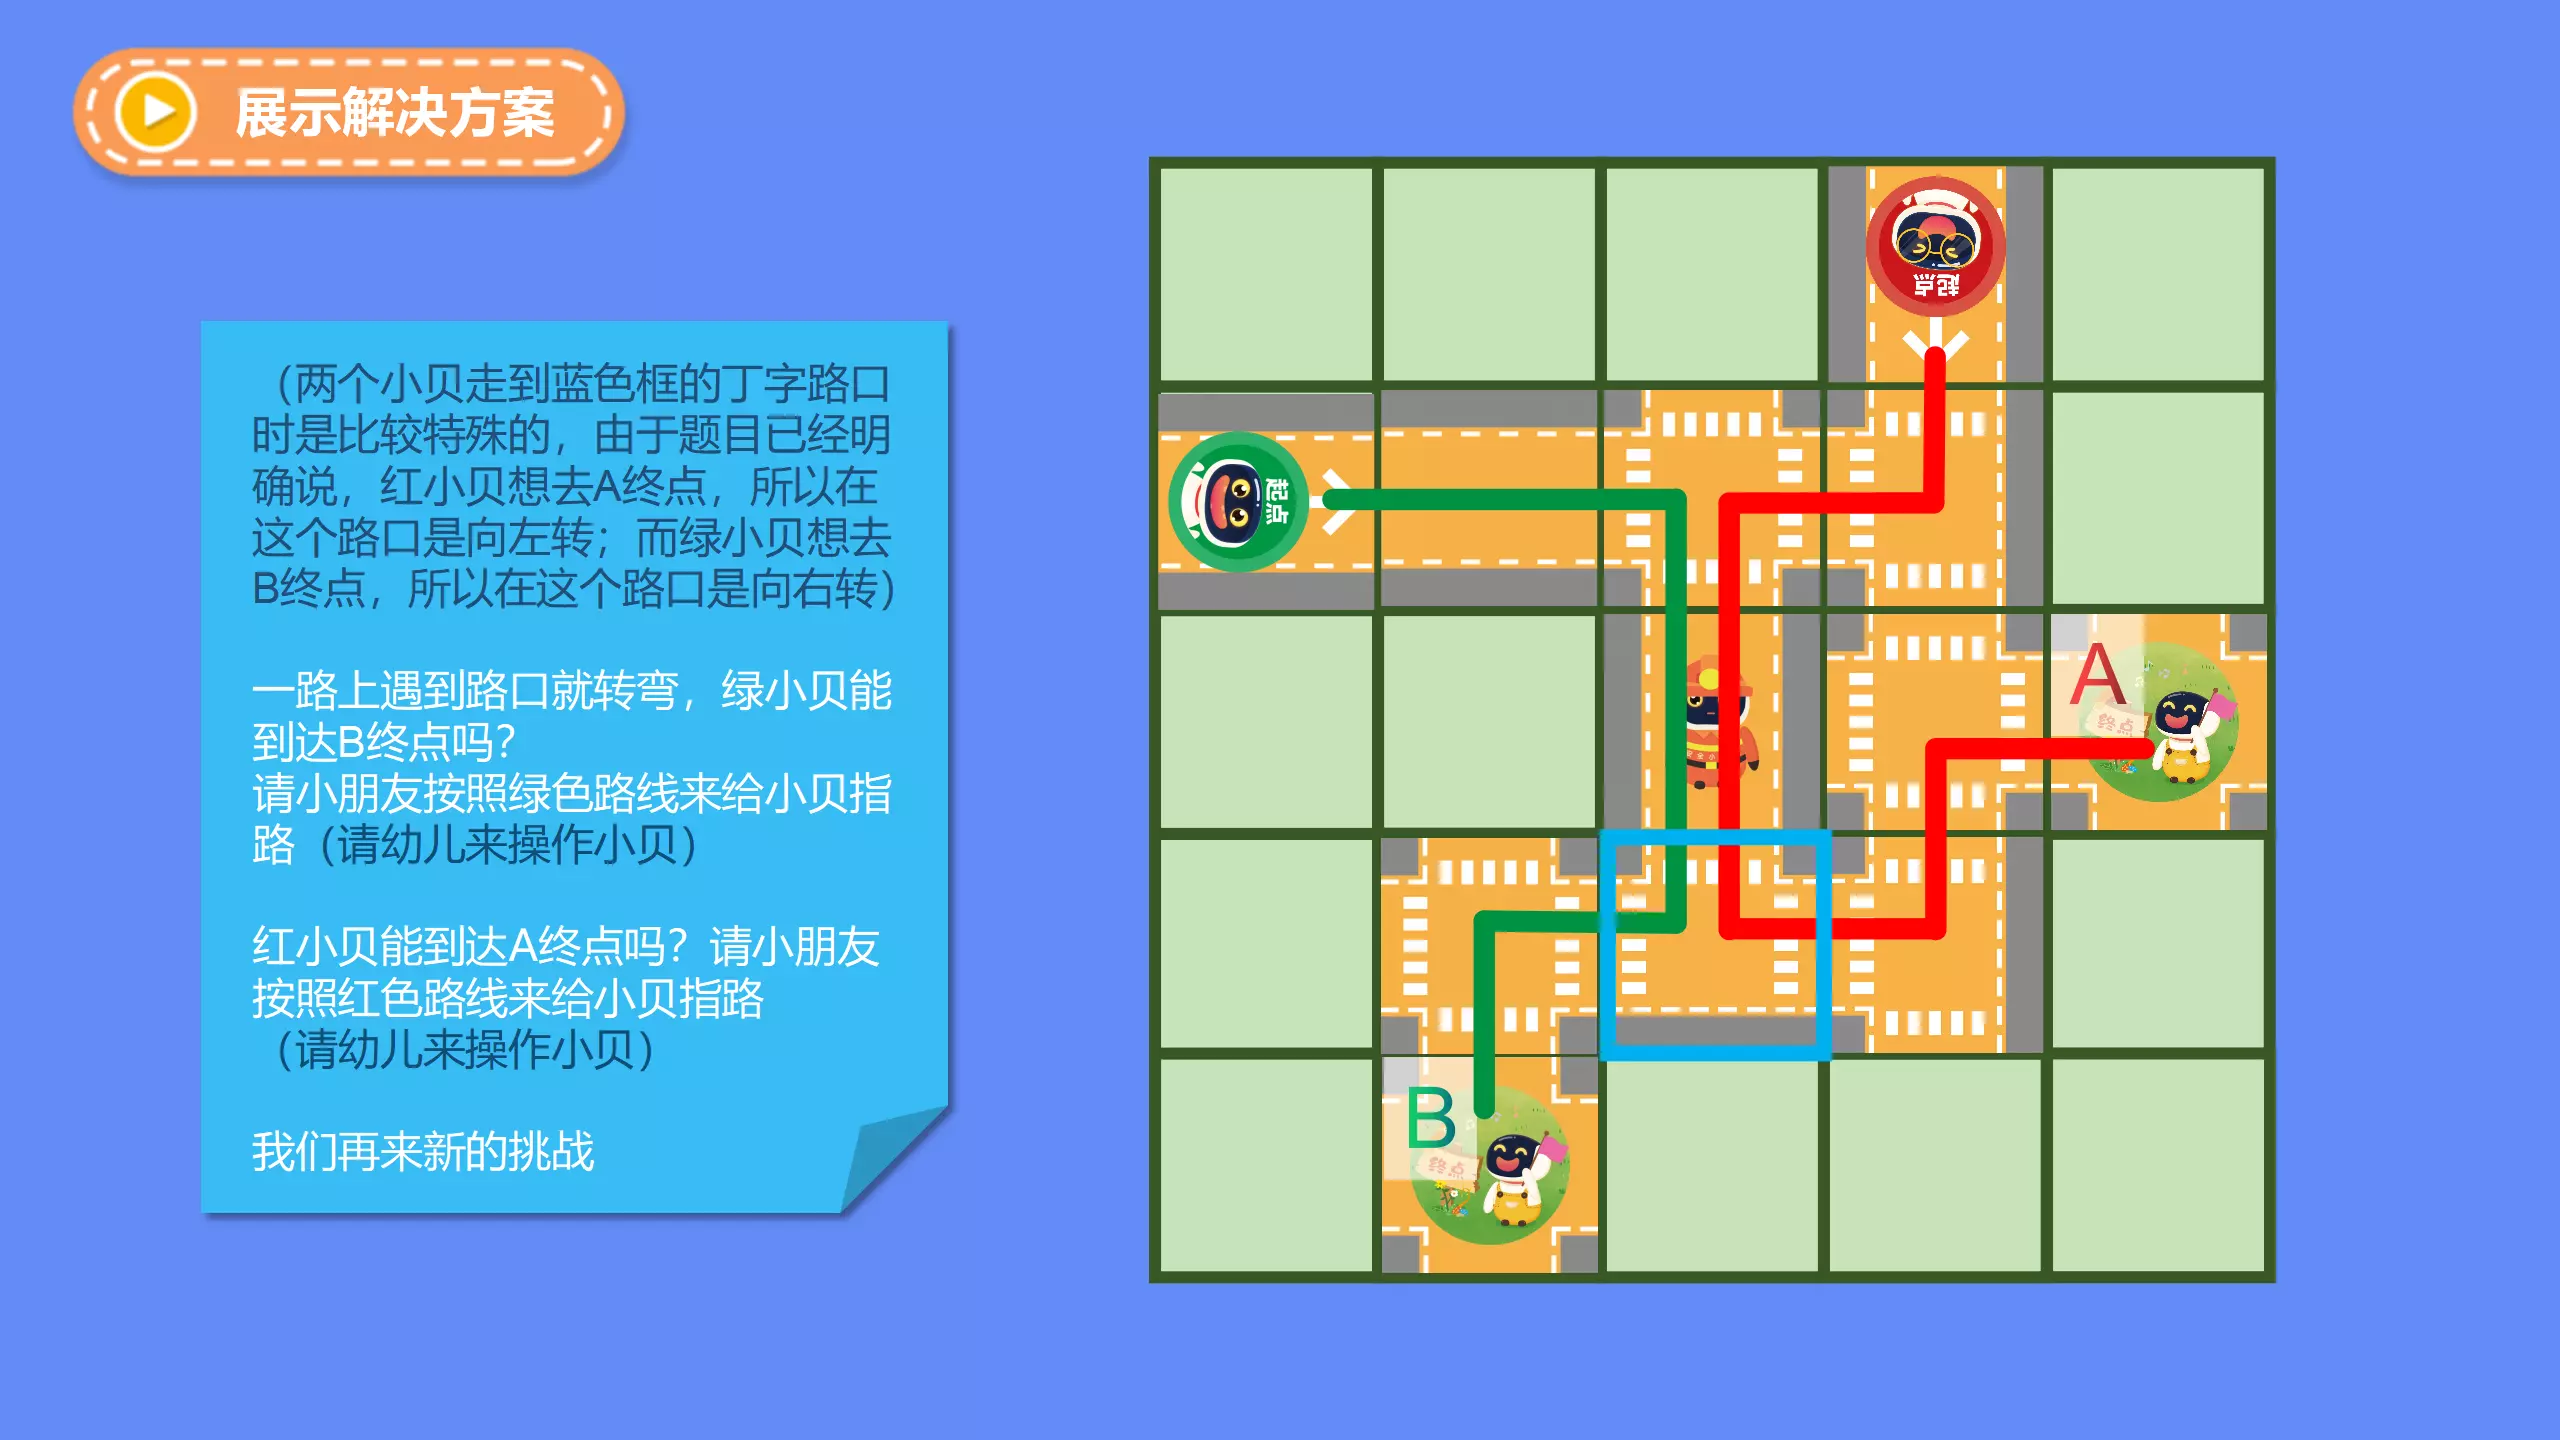 展示解决方案
（两个小贝走到蓝色框的丁字路口
时是比较特殊的，由于题目已经明
确说，红小贝想去A终点，所以在
这个路口是向左转；而绿小贝想去
B终点，所以在这个路口是向右转）
一路上遇到路口就转弯，绿小贝能
到达B终点吗？
请小朋友按照绿色路线来给小贝指
路（请幼儿来操作小贝）
红小贝能到达A终点吗？请小朋友
按照红色路线来给小贝指路
（请幼儿来操作小贝）
我们再来新的挑战
起点
起点
A
终点
B
终点